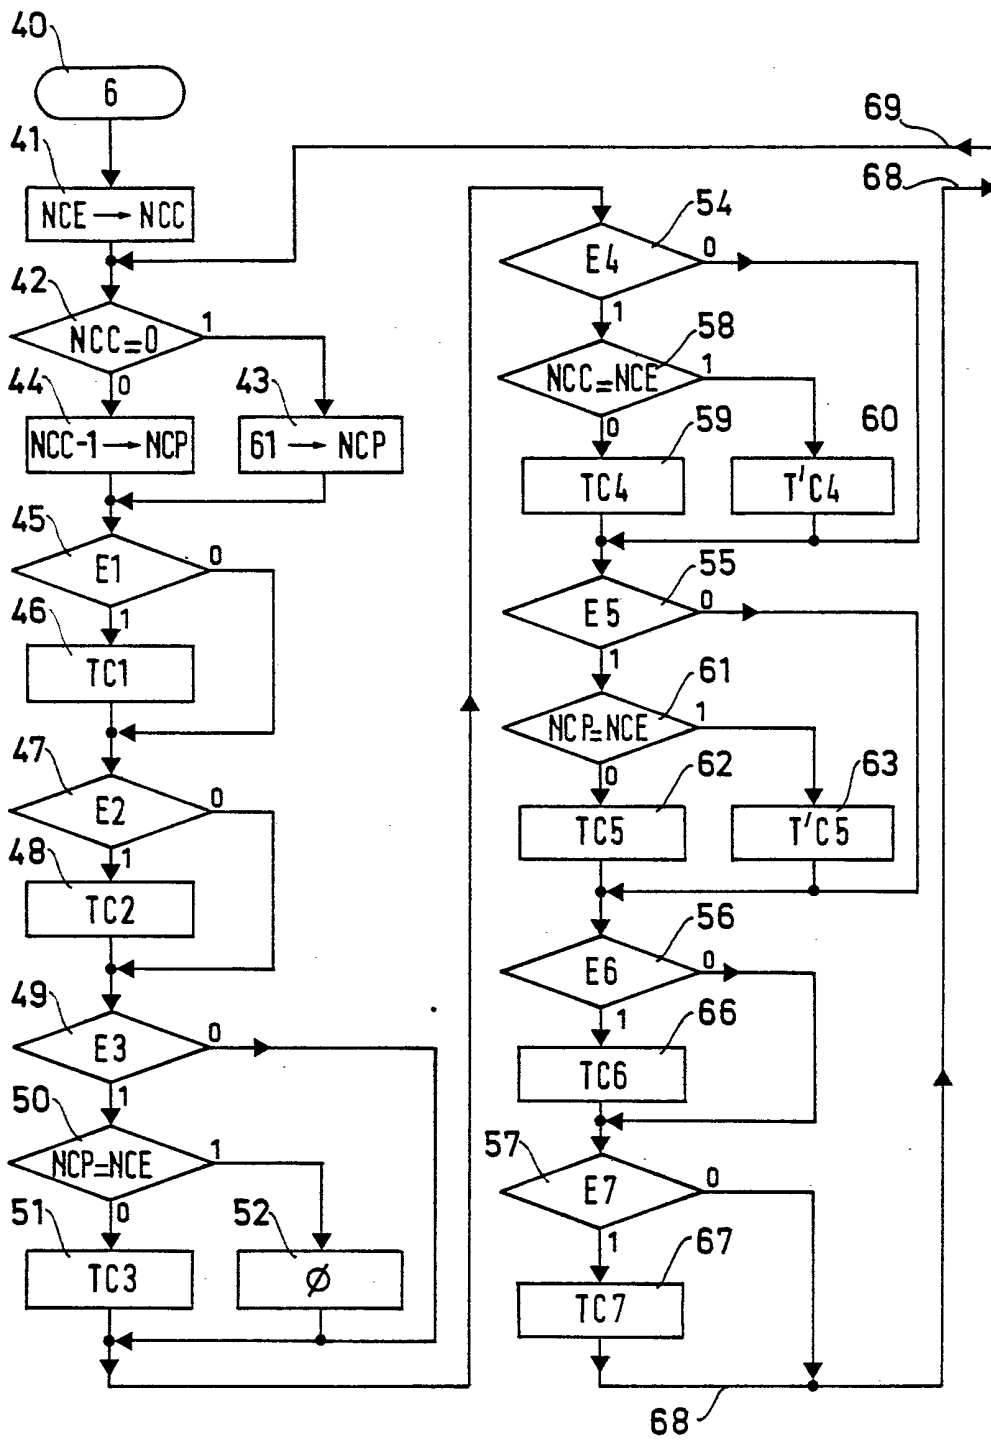 40
6
41
NCE → NCC
42
NCC=0
1
0
44
NCC-1 → NCP
43
61 → NCP
45
E1
0
1
46
TC1
47
E2
0
1
48
TC2
49
E3
0
1
50
NCP=NCE
1
0
51
TC3
52
Ø
69
68
54
E4
0
1
58
NCC=NCE
1
0
59
TC4
60
T'C4
55
E5
0
1
61
NCP=NCE
1
0
62
TC5
63
T'C5
56
E6
0
1
66
TC6
57
E7
0
1
67
TC7
68